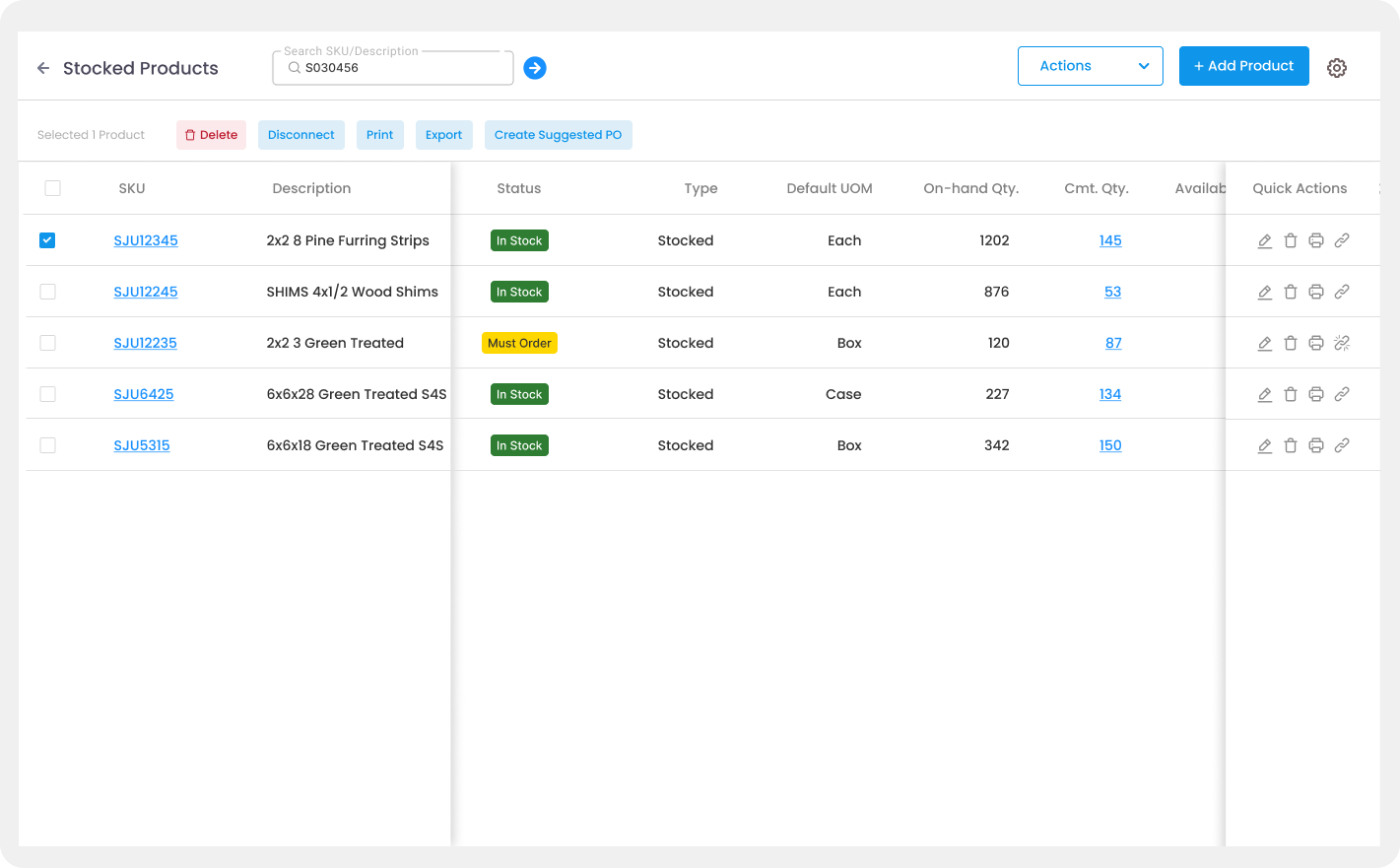 Stocked Products
Search SKU/Description
S030456
Actions
+ Add Product
Selected 1 Product
Delete
Disconnect
Print
Export
Create Suggested PO
SKU Description Status Type Default UOM On-hand Qty. Cmt. Qty. Availab Quick Actions
SJU12345 2x2 8 Pine Furring Strips In Stock Stocked Each 1202 145
SJU12245 SHIMS 4x1/2 Wood Shims In Stock Stocked Each 876 53
SJU12235 2x2 3 Green Treated Must Order Stocked Box 120 87
SJU6425 6x6x28 Green Treated S4S In Stock Stocked Case 227 134
SJU5315 6x6x18 Green Treated S4S In Stock Stocked Box 342 150